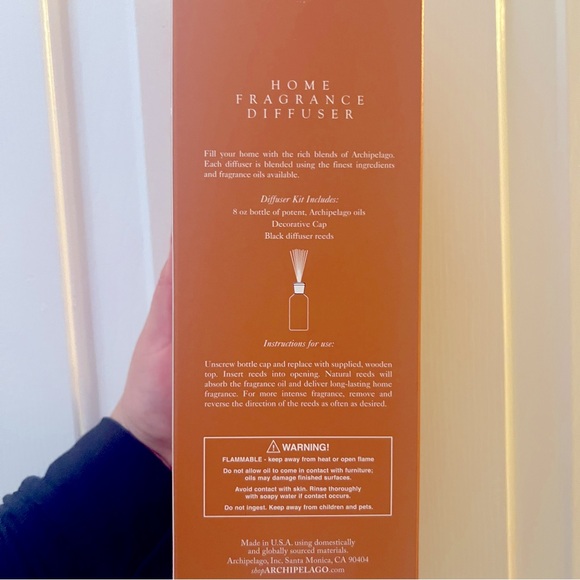 HOME
FRAGRANCE
DIFFUSER
Fill your home with the rich blends of Archipelago.
Each diffuser is blended using the finest ingredients
and fragrance oils available.
Diffuser Kit Includes:
8 oz bottle of potent, Archipelago oils
Decorative Cap
Black diffuser reeds
Instructions for use:
Unscrew bottle cap and replace with supplied, wooden
top. Insert reeds into opening. Natural reeds will
absorb the fragrance oil and deliver long-lasting home
fragrance. For more intense fragrance, remove and
reverse the direction of the reeds as often as desired.
WARNING!
FLAMMABLE - keep away from heat or open flame
Do not allow oil to come in contact with furniture;
oils may damage finished surfaces.
Avoid contact with skin. Rinse thoroughly
with soapy water if contact occurs.
Do not ingest. Keep away from children and pets.
Made in U.S.A. using domestically
and globally sourced materials.
Archipelago, Inc. Santa Monica, CA 90404
shopARCHIPELAGO.com